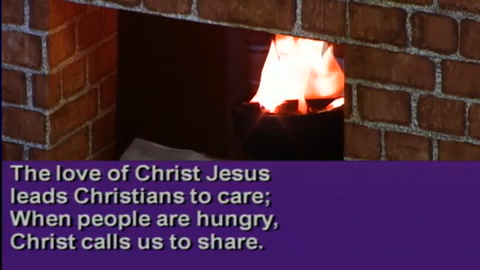 The love of Christ Jesus
leads Christians to care;
When people are hungry,
Christ calls us to share.